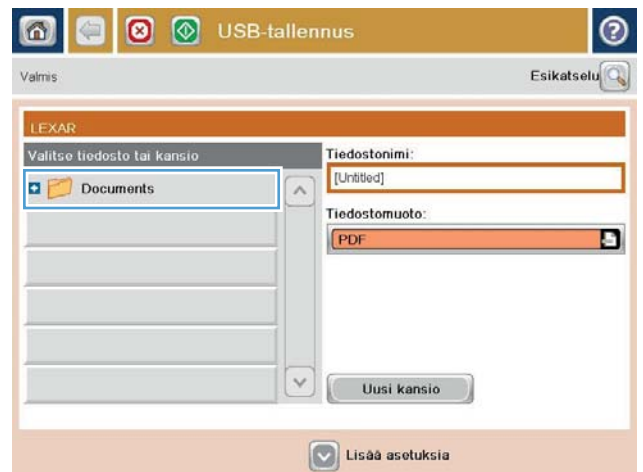 USB-tallennus
?
Valmis
Esikatselu
LEXAR
Valitse tiedosto tai kansio
Tiedostonimi:
Documents
[Untitled]
Tiedostomuoto:
PDF
Uusi kansio
Lisää asetuksia